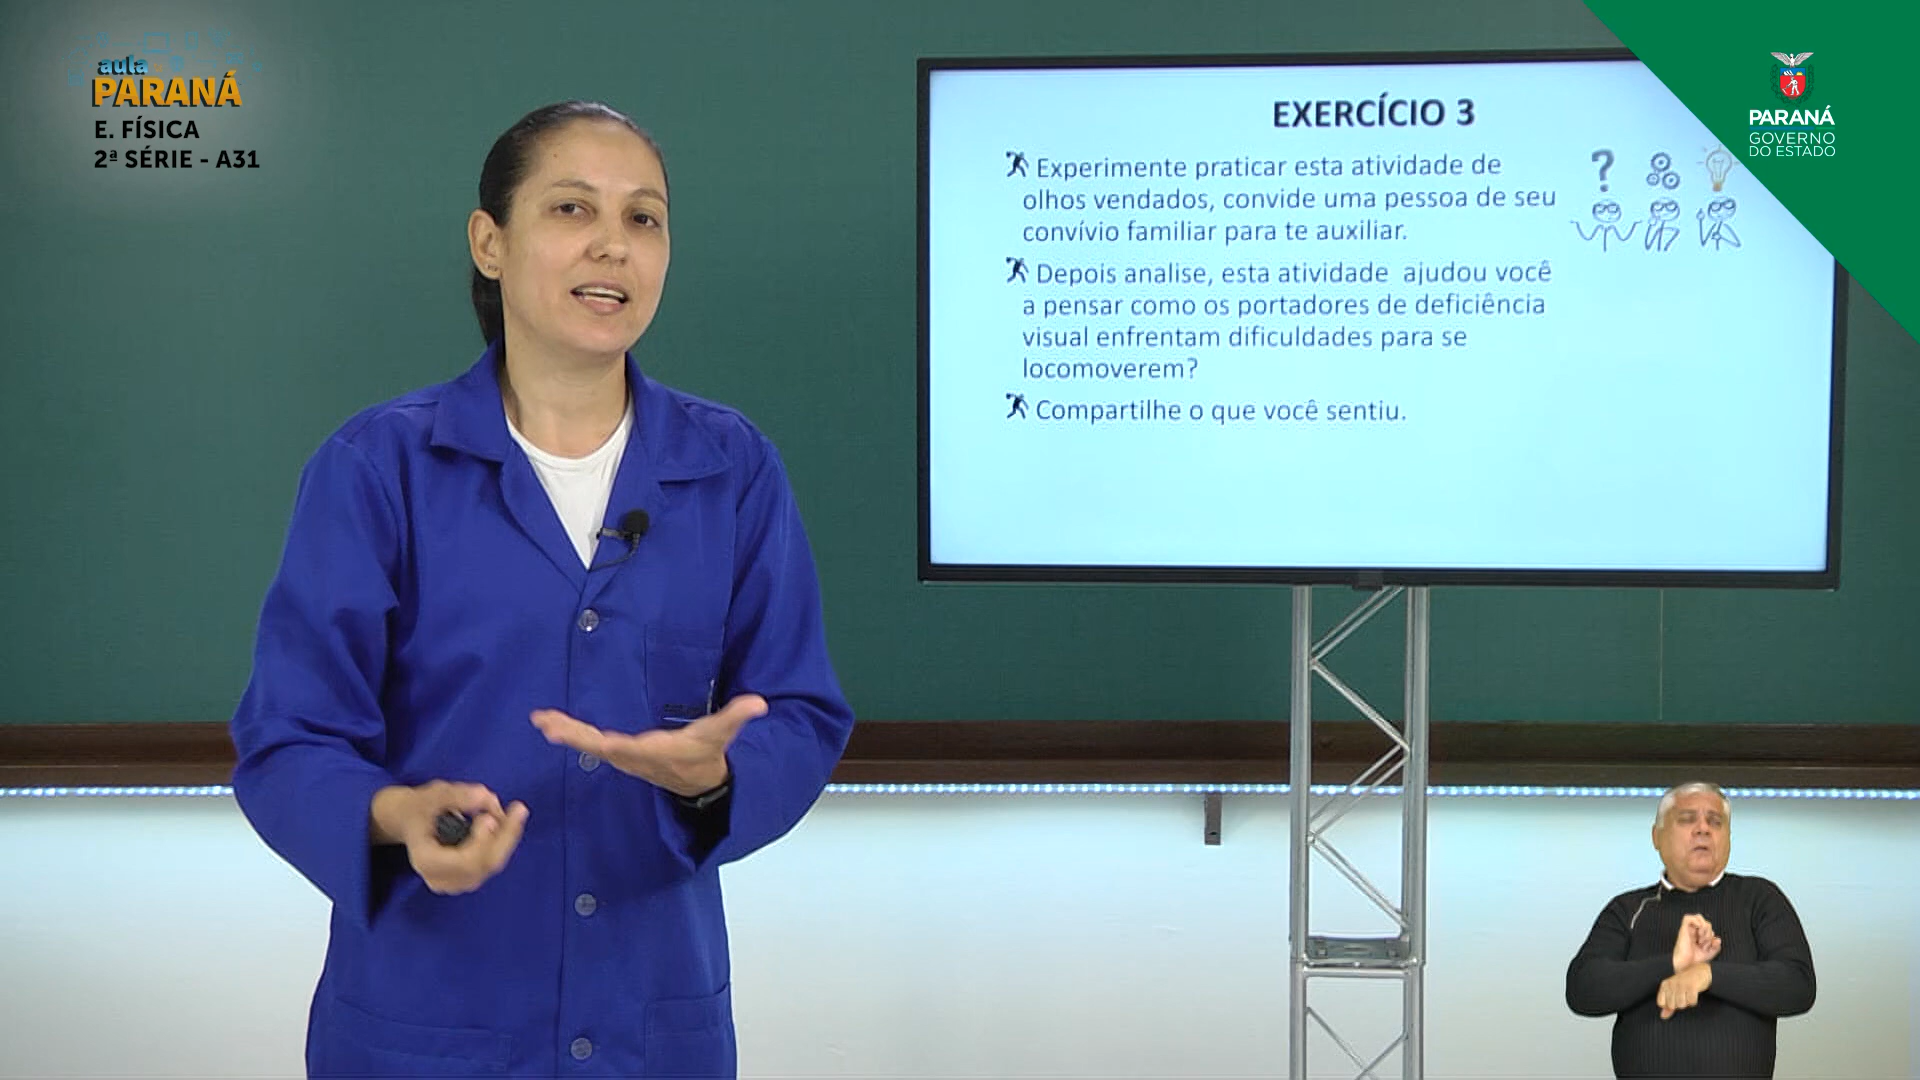 aula
PARANÁ
E. FÍSICA
2ª SÉRIE - A31
EXERCÍCIO 3
Experimente praticar esta atividade de
olhos vendados, convide uma pessoa de seu
convívio familiar para te auxiliar.
Depois analise, esta atividade ajudou você
a pensar como os portadores de deficiência
visual enfrentam dificuldades para se
locomoverem?
Compartilhe o que você sentiu.
?
PARANÁ
GOVERNO
DO ESTADO